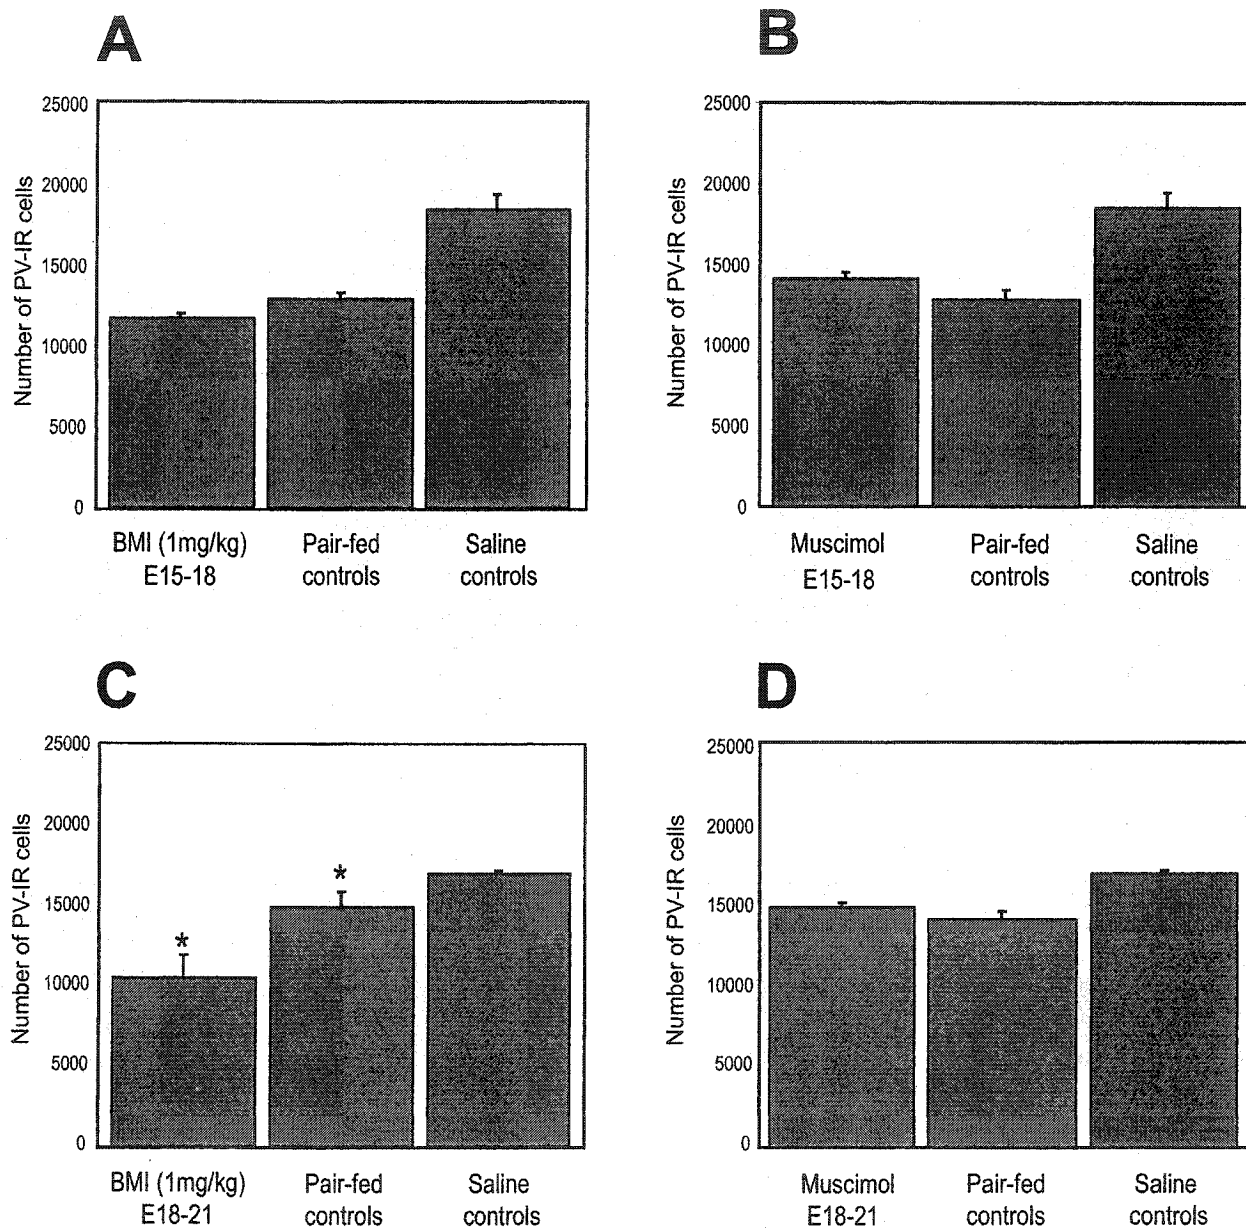 A
Number of PV-IR cells
25000
20000
15000
10000
5000
0
BMI (1mg/kg)
E15-18
Pair-fed
controls
Saline
controls
B
Number of PV-IR cells
25000
20000
15000
10000
5000
0
Muscimol
E15-18
Pair-fed
controls
Saline
controls
C
Number of PV-IR cells
25000
20000
15000
10000
5000
0
*
*
BMI (1mg/kg)
E18-21
Pair-fed
controls
Saline
controls
D
Number of PV-IR cells
25000
20000
15000
10000
5000
0
Muscimol
E18-21
Pair-fed
controls
Saline
controls